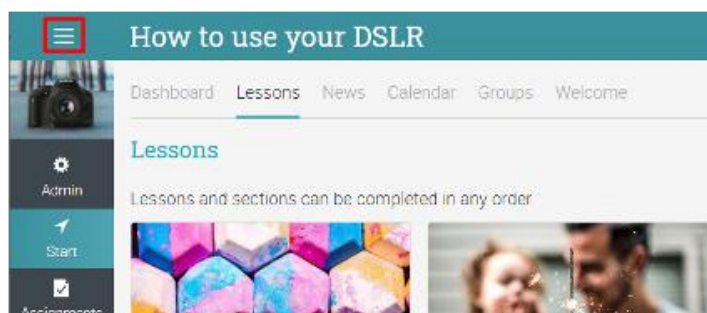 How to use your DSLR
Dashboard Lessons News Calendar Groups Welcome
Lessons
Admin
Lessons and sections can be completed in any order
Start
Assignments